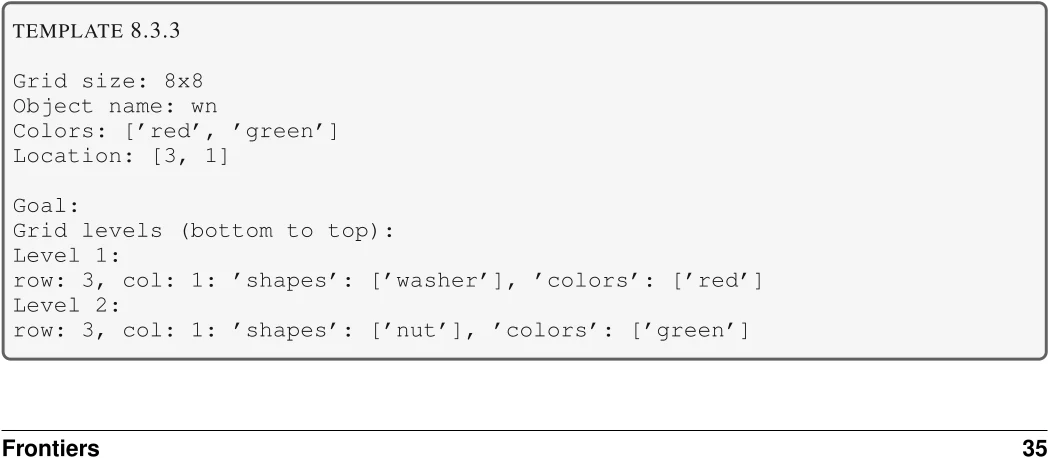 TEMPLATE 8.3.3
Grid size: 8x8
Object name: wn
Colors: [’red’, ’green’]
Location: [3, 1]
Goal:
Grid levels (bottom to top):
Level 1:
row: 3, col: 1: ’shapes’: [’washer’], ’colors’: [’red’]
Level 2:
row: 3, col: 1: ’shapes’: [’nut’], ’colors’: [’green’]
Frontiers 35